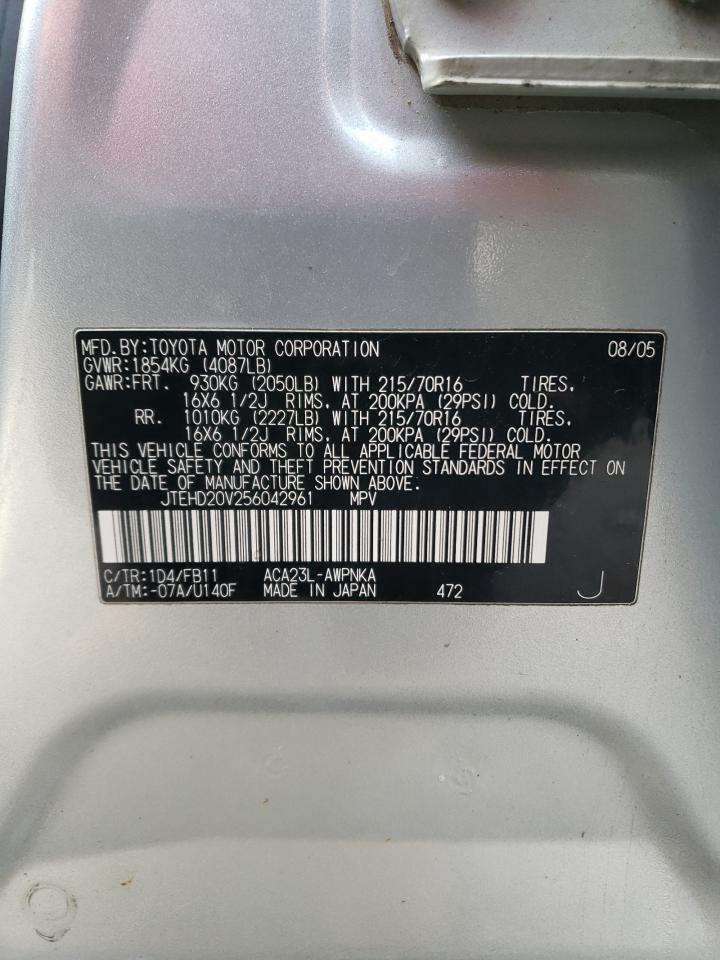 MFD.BY:TOYOTA MOTOR CORPORATION 08/05
GVWR:1854KG (4087LB)
GAWR:FRT. 930KG (2050LB) WITH 215/70R16 TIRES,
16X6 1/2J RIMS, AT 200KPA (29PSI) COLD.
RR. 1010KG (2227LB) WITH 215/70R16 TIRES,
16X6 1/2J RIMS, AT 200KPA (29PSI) COLD.
THIS VEHICLE CONFORMS TO ALL APPLICABLE FEDERAL MOTOR
VEHICLE SAFETY AND THEFT PREVENTION STANDARDS IN EFFECT ON
THE DATE OF MANUFACTURE SHOWN ABOVE.
JTEHD20V256042961 MPV
C/TR:1D4/FB11 ACA23L-AWPNKA
A/TM:-07A/U140F MADE IN JAPAN 472 J